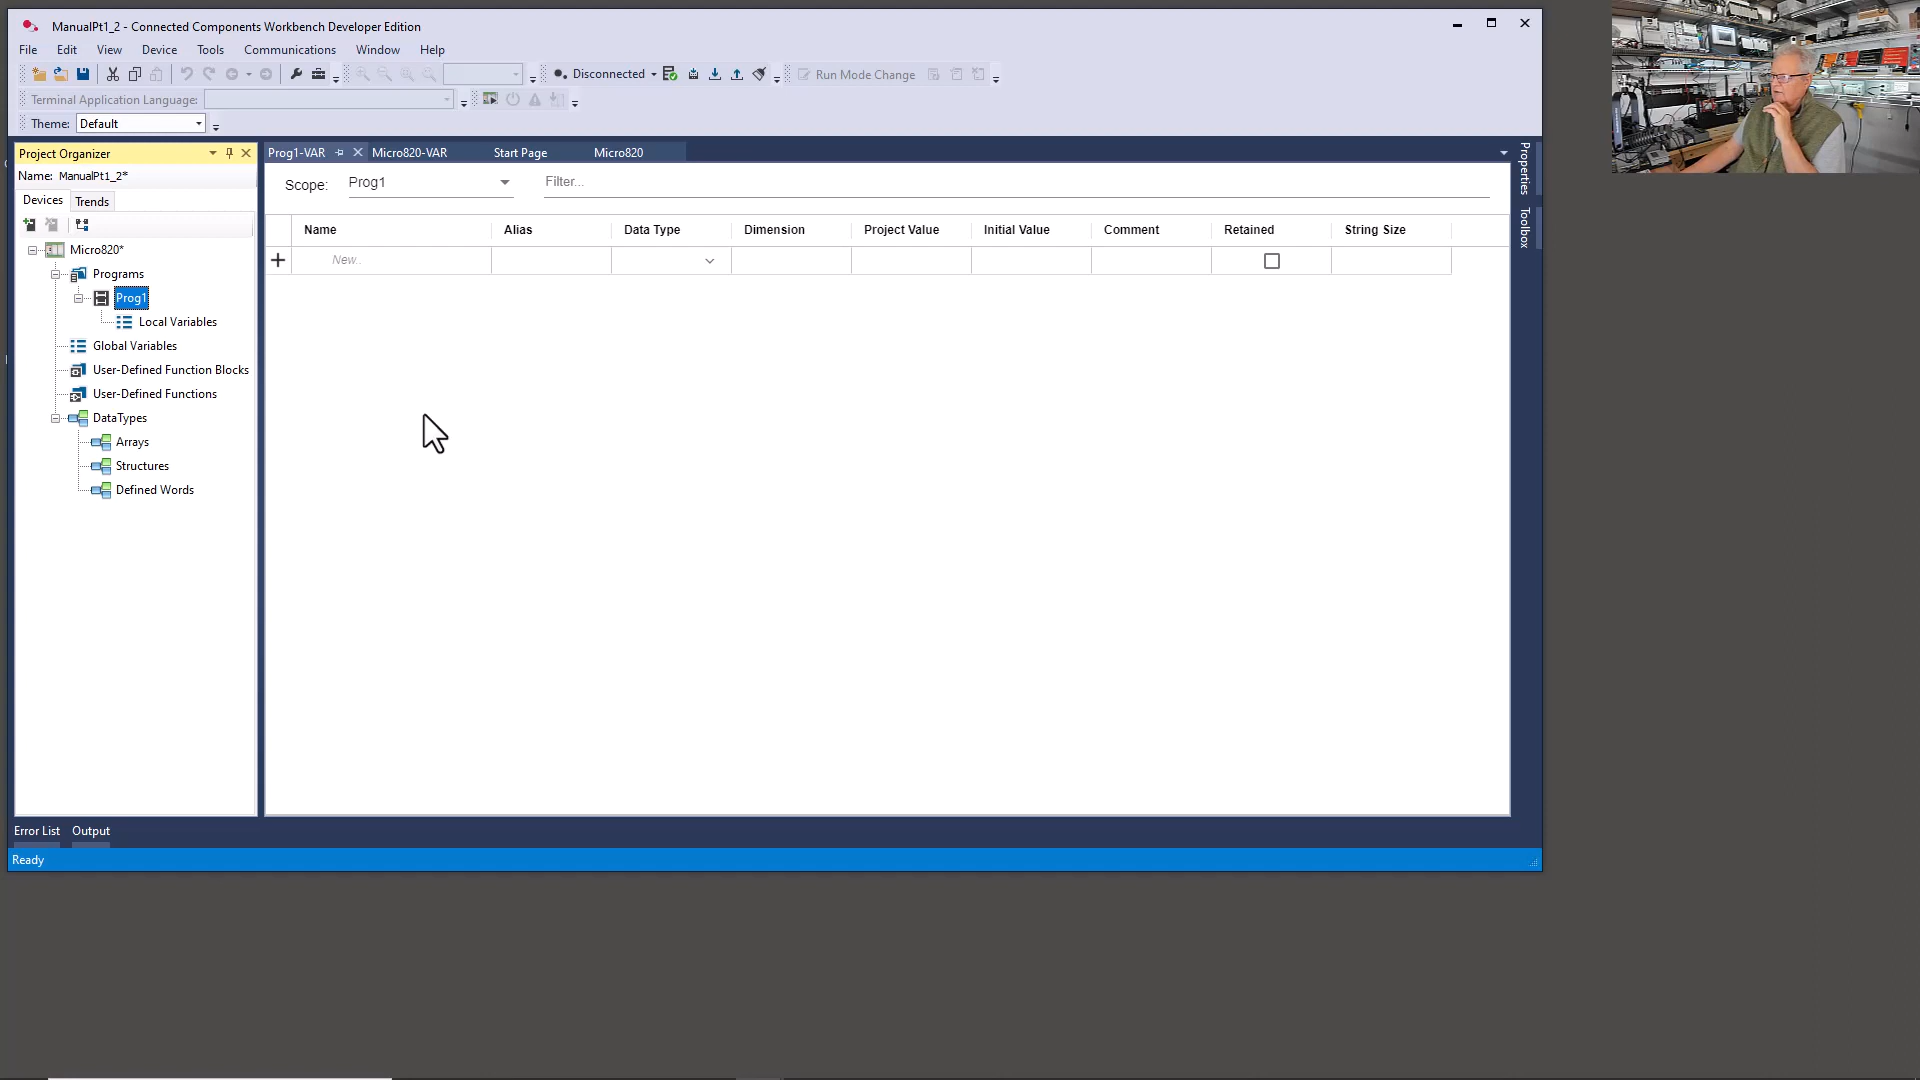 ManualPt1_2 - Connected Components Workbench Developer Edition
File Edit View Device Tools Communications Window Help
Disconnected Run Mode Change
Terminal Application Language:
Theme: Default
Project Organizer
Name: ManualPt1_2*
Devices Trends
Micro820*
Programs
Prog1
Local Variables
Global Variables
User-Defined Function Blocks
User-Defined Functions
DataTypes
Arrays
Structures
Defined Words
Prog1-VAR Micro820-VAR Start Page Micro820
Scope: Prog1 Filter...
Name Alias Data Type Dimension Project Value Initial Value Comment Retained String Size
New..
Properties
Toolbox
Error List Output
Ready